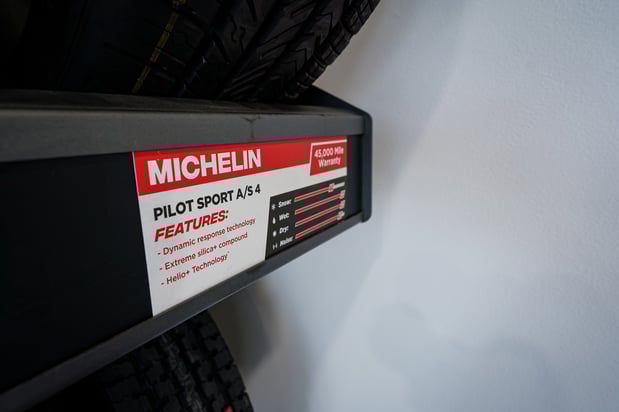 MICHELIN
45,000 Mile
Warranty
PILOT SPORT A/S 4
FEATURES:
- Dynamic response technology
- Extreme silica+ compound
- Helio+ Technology
Snow:
Wet:
Dry:
Noise: